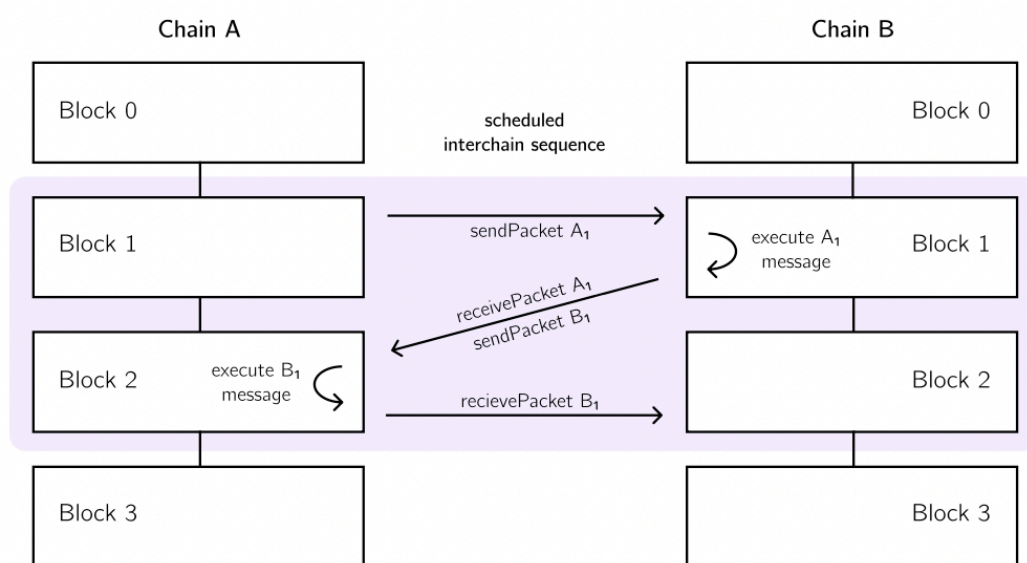 Chain A
Chain B
Block 0
scheduled
interchain sequence
Block 0
Block 1
sendPacket A₁
execute A₁
message
Block 1
receivePacket A₁
sendPacket B₁
Block 2
execute B₁
message
recievePacket B₁
Block 2
Block 3
Block 3